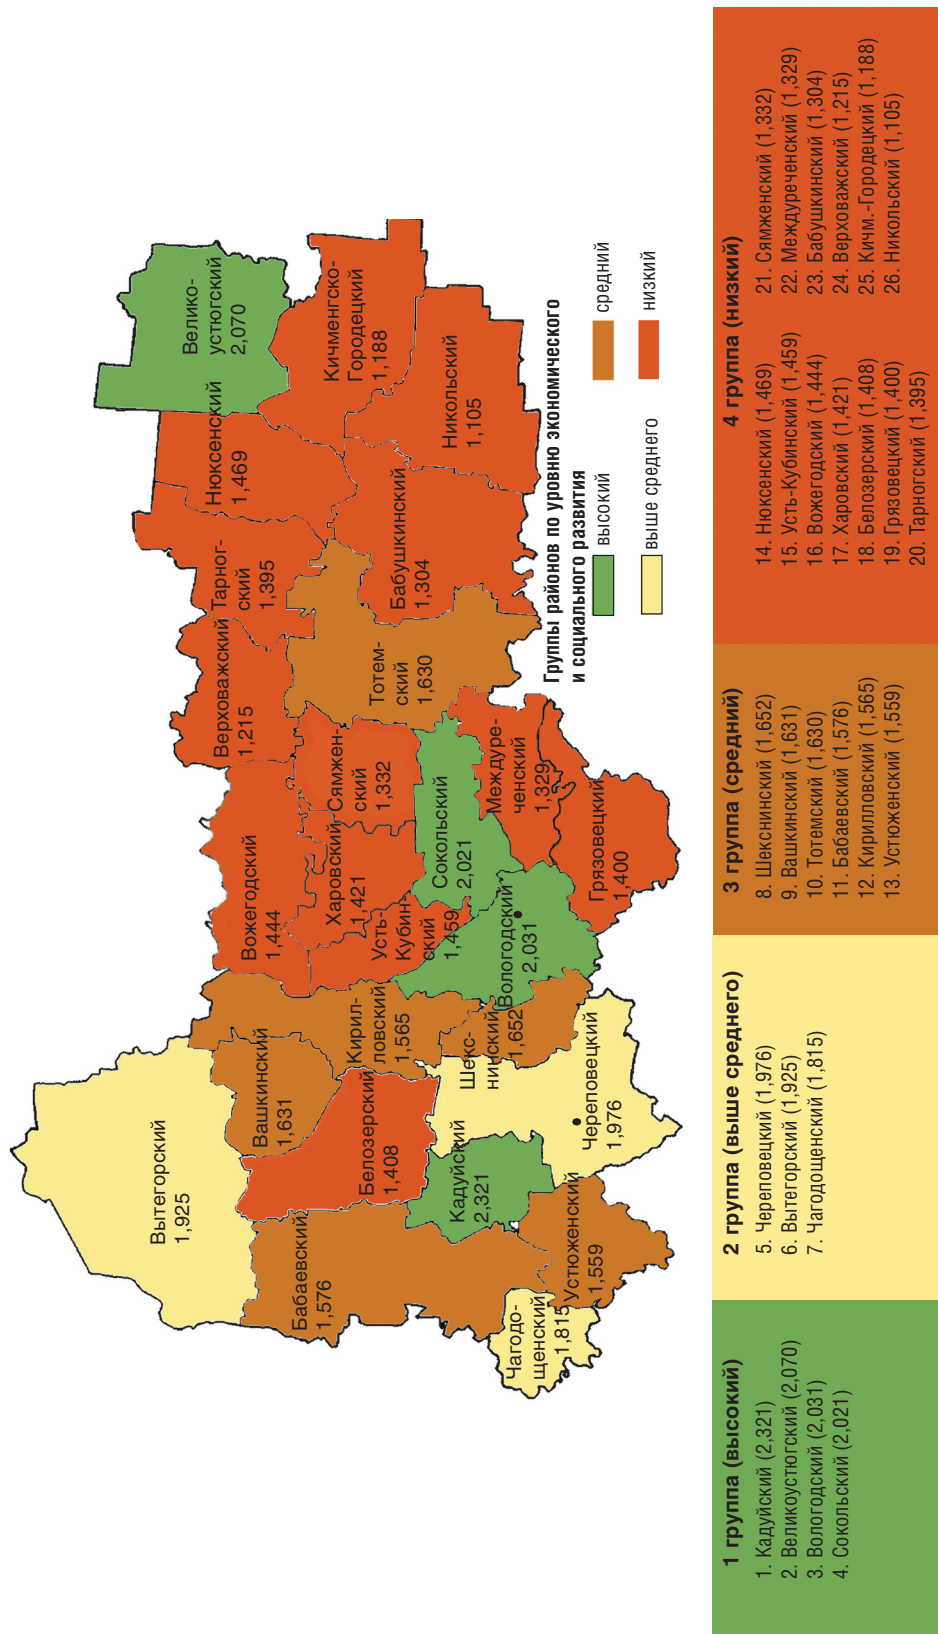 Вытегорский
1,925
Вашкинский
1,631
Бабаевский
1,576
Белозерский
1,408
Кирил-
ловский
1,565
Кадуйский
2,321
Шекс-
нинский
1,652
Чагодо-
щенский
1,815
Устюженский
1,559
Череповецкий
1,976
Вожегодский
1,444
Верховажский
1,215
Тарног-
ский
1,395
Нюксенский
1,469
Велико-
устюгский
2,070
Харовский
1,421
Сямжен-
ский
1,332
Усть-
Кубин-
ский
1,459
Сокольский
2,021
Тотем-
ский
1,630
Бабушкинский
1,304
Кичменгско-
Городецкий
1,188
Никольский
1,105
Вологодский
2,031
Междуре-
ченский
1,329
Грязовецкий
1,400
Группы районов по уровню экономического
и социального развития
высокий
средний
выше среднего
низкий
1 группа (высокий)
1. Кадуйский (2,321)
2. Великоустюгский (2,070)
3. Вологодский (2,031)
4. Сокольский (2,021)
2 группа (выше среднего)
5. Череповецкий (1,976)
6. Вытегорский (1,925)
7. Чагодощенский (1,815)
3 группа (средний)
8. Шекснинский (1,652)
9. Вашкинский (1,631)
10. Тотемский (1,630)
11. Бабаевский (1,576)
12. Кирилловский (1,565)
13. Устюженский (1,559)
4 группа (низкий)
14. Нюксенский (1,469)
15. Усть-Кубинский (1,459)
16. Вожегодский (1,444)
17. Харовский (1,421)
18. Белозерский (1,408)
19. Грязовецкий (1,400)
20. Тарногский (1,395)
21. Сямженский (1,332)
22. Междуреченский (1,329)
23. Бабушкинский (1,304)
24. Верховажский (1,215)
25. Кичм.-Городецкий (1,188)
26. Никольский (1,105)